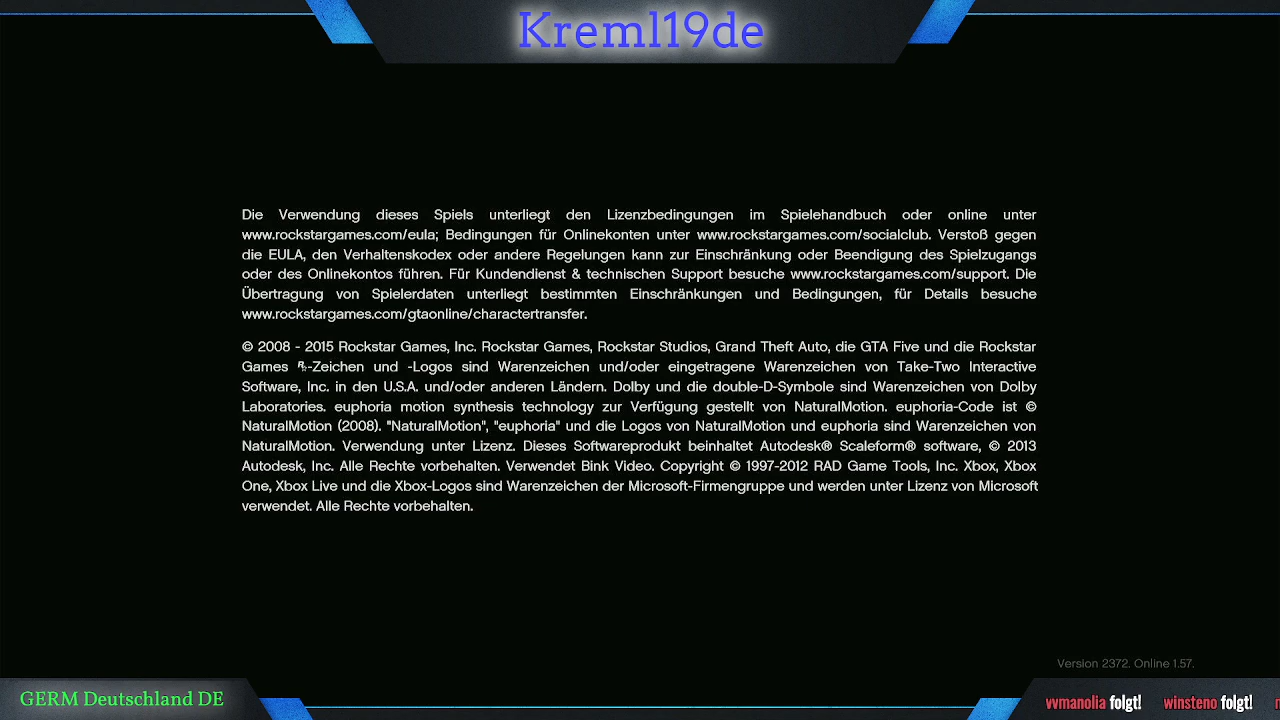 Kreml19de
Die Verwendung dieses Spiels unterliegt den Lizenzbedingungen im Spielehandbuch oder online unter
www.rockstargames.com/eula; Bedingungen für Onlinekonten unter www.rockstargames.com/socialclub. Verstoß gegen
die EULA, den Verhaltenskodex oder andere Regelungen kann zur Einschränkung oder Beendigung des Spielzugangs
oder des Onlinekontos führen. Für Kundendienst & technischen Support besuche www.rockstargames.com/support. Die
Übertragung von Spielerdaten unterliegt bestimmten Einschränkungen und Bedingungen, für Details besuche
www.rockstargames.com/gtaonline/charactertransfer.
© 2008 - 2015 Rockstar Games, Inc. Rockstar Games, Rockstar Studios, Grand Theft Auto, die GTA Five und die Rockstar
Games R*-Zeichen und -Logos sind Warenzeichen und/oder eingetragene Warenzeichen von Take-Two Interactive
Software, Inc. in den U.S.A. und/oder anderen Ländern. Dolby und die double-D-Symbole sind Warenzeichen von Dolby
Laboratories. euphoria motion synthesis technology zur Verfügung gestellt von NaturalMotion. euphoria-Code ist ©
NaturalMotion (2008). "NaturalMotion", "euphoria" und die Logos von NaturalMotion und euphoria sind Warenzeichen von
NaturalMotion. Verwendung unter Lizenz. Dieses Softwareprodukt beinhaltet Autodesk® Scaleform® software, © 2013
Autodesk, Inc. Alle Rechte vorbehalten. Verwendet Bink Video. Copyright © 1997-2012 RAD Game Tools, Inc. Xbox, Xbox
One, Xbox Live und die Xbox-Logos sind Warenzeichen der Microsoft-Firmengruppe und werden unter Lizenz von Microsoft
verwendet. Alle Rechte vorbehalten.
Version 2372. Online 1.57.
GERM Deutschland DE
vvmanolia folgt! winsteno folgt!